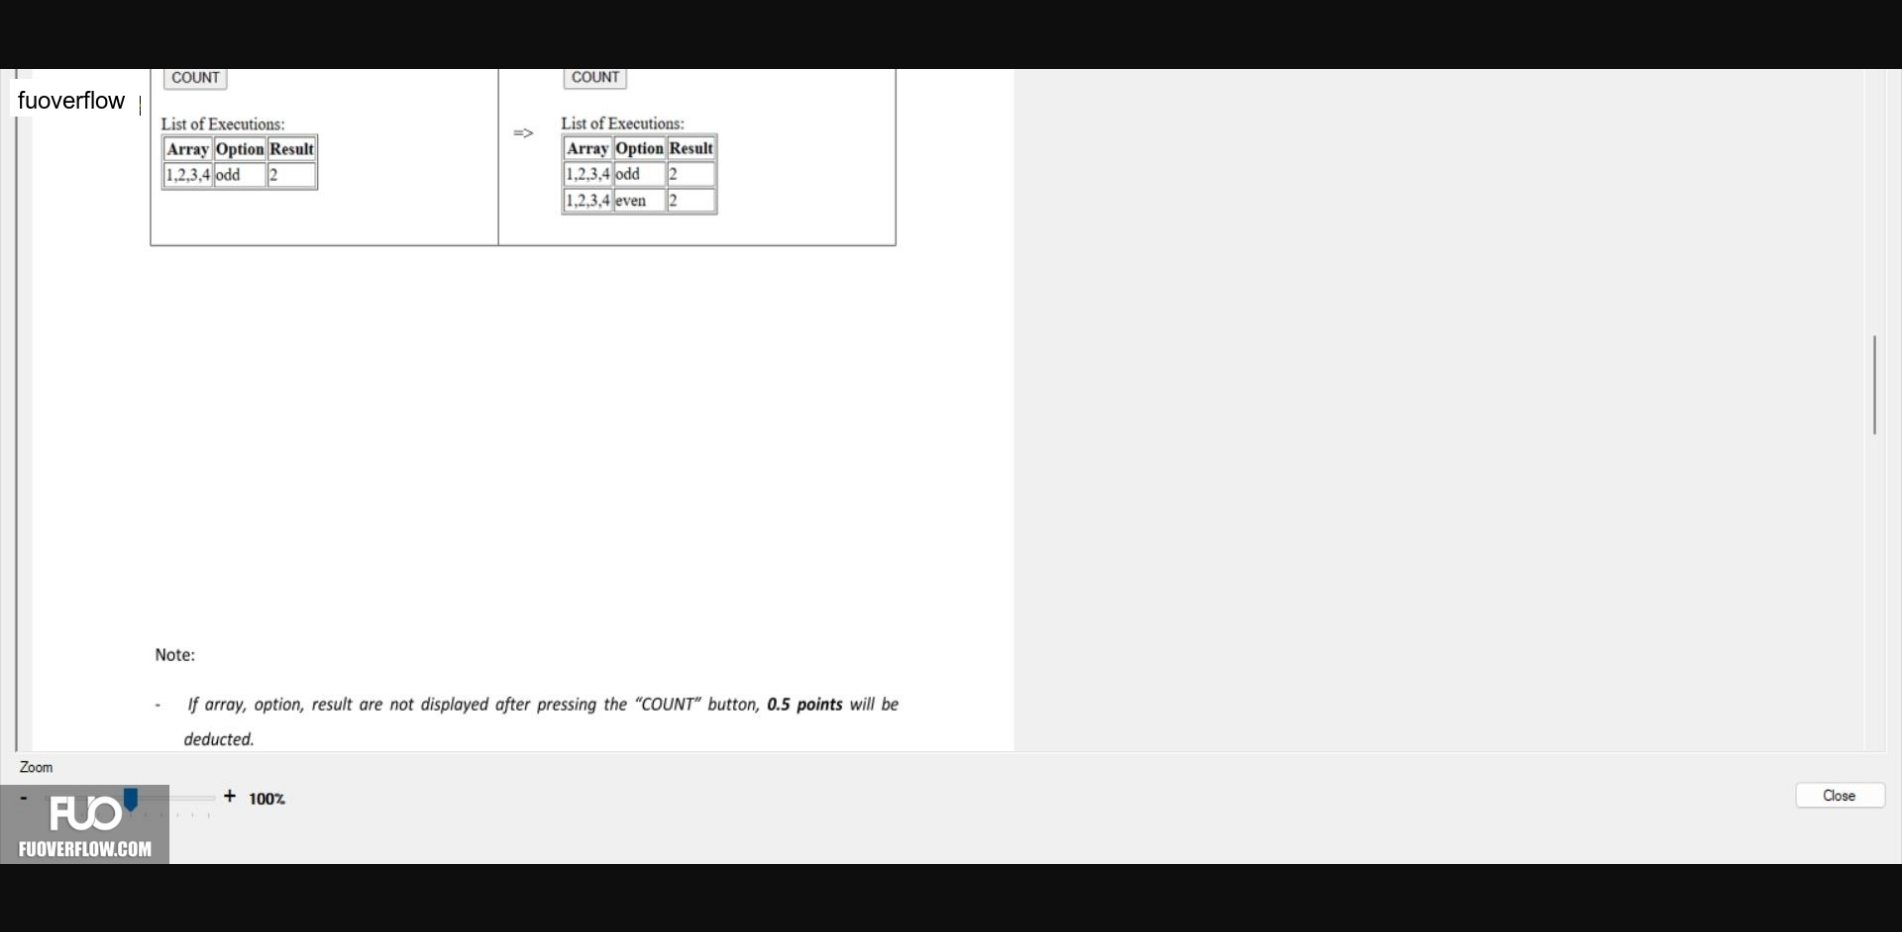 COUNT
COUNT
fuoverflow
List of Executions:
Array Option Result
1,2,3,4 odd 2
=>
List of Executions:
Array Option Result
1,2,3,4 odd 2
1,2,3,4 even 2
Note:
- If array, option, result are not displayed after pressing the “COUNT” button, 0.5 points will be
deducted.
Zoom
- + 100%
Close
FUO
FUOVERFLOW.COM